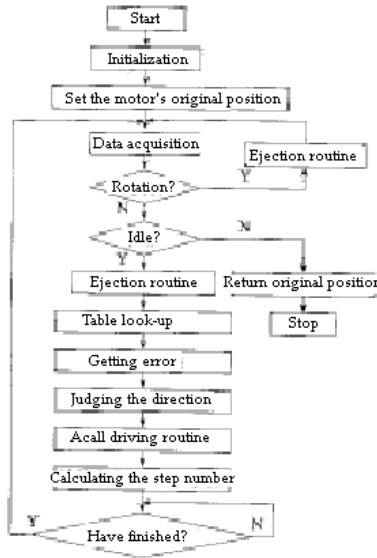 Start
Initialization
Set the motor's original position
Data acquisition
Ejection routine
Rotation?
Y
N
Idle?
N
Y
Ejection routine
Return original position
Table look-up
Stop
Getting error
Judging the direction
Acall driving routine
Calculating the step number
Y
Have finished?
N